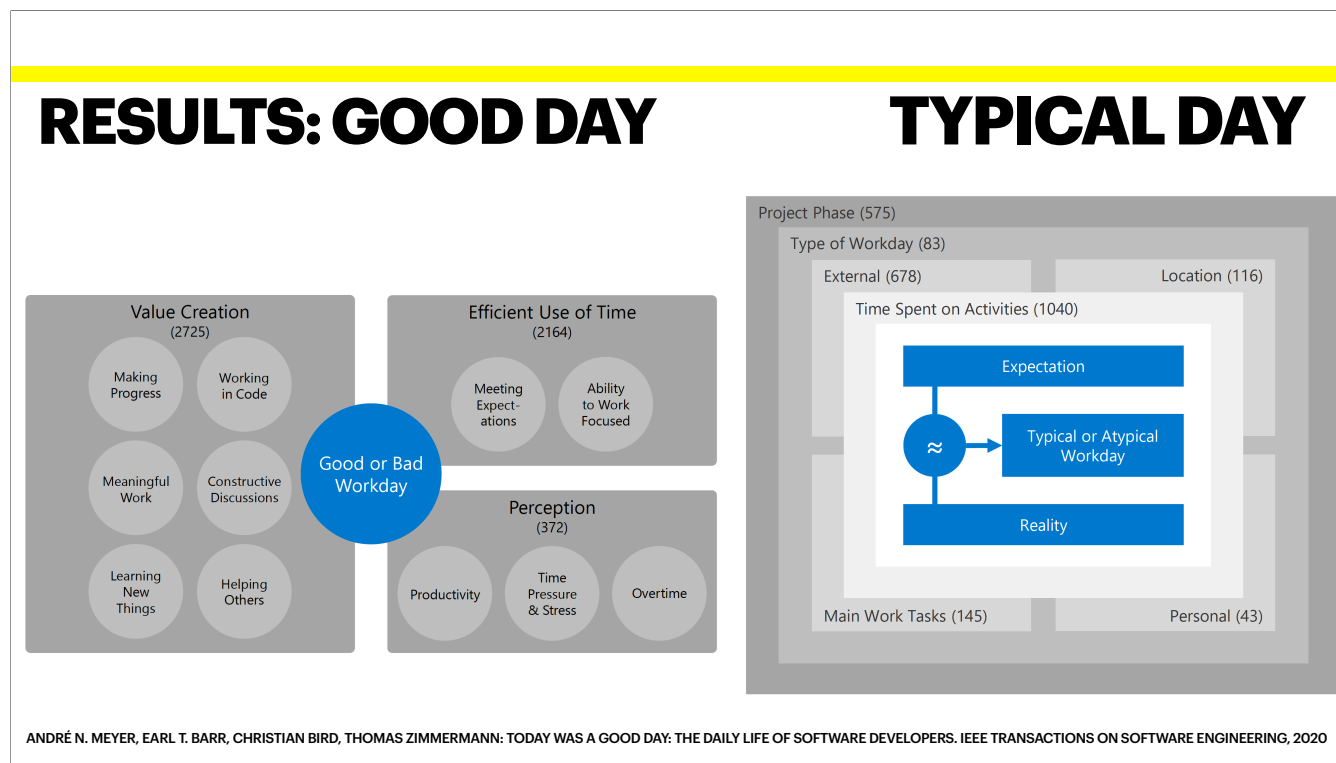 RESULTS: GOOD DAY
TYPICAL DAY
Value Creation
(2725)
Making
Progress
Working
in Code
Meaningful
Work
Constructive
Discussions
Learning
New
Things
Helping
Others
Good or Bad
Workday
Efficient Use of Time
(2164)
Meeting
Expect-
ations
Ability
to Work
Focused
Perception
(372)
Productivity
Time
Pressure
& Stress
Overtime
Project Phase (575)
Type of Workday (83)
External (678)
Location (116)
Time Spent on Activities (1040)
Expectation
≈
Typical or Atypical
Workday
Reality
Main Work Tasks (145)
Personal (43)
ANDRÉ N. MEYER, EARL T. BARR, CHRISTIAN BIRD, THOMAS ZIMMERMANN: TODAY WAS A GOOD DAY: THE DAILY LIFE OF SOFTWARE DEVELOPERS. IEEE TRANSACTIONS ON SOFTWARE ENGINEERING, 2020